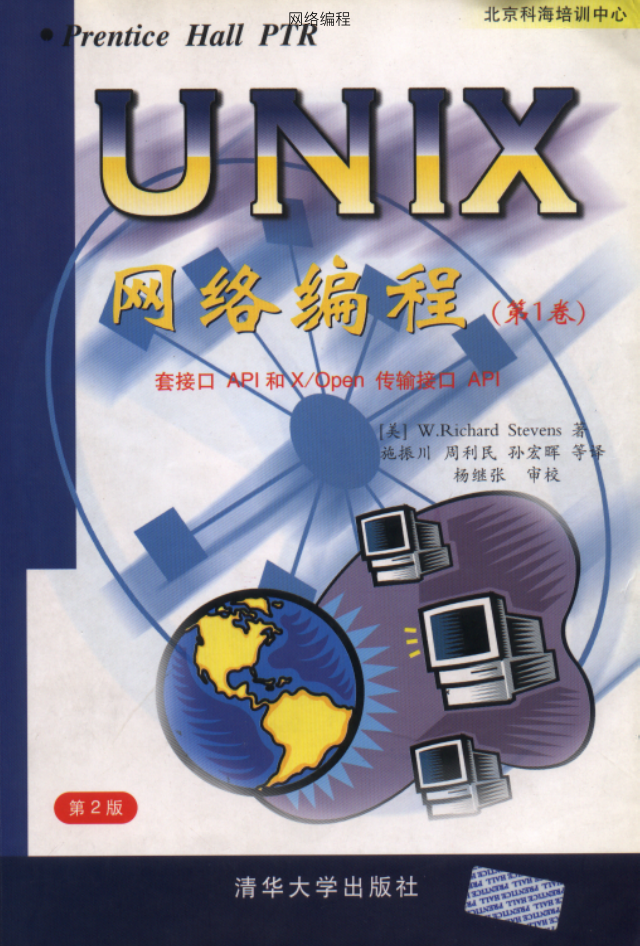 网络编程
北京科海培训中心
Prentice Hall PTR
UNIX
网络编程(第1卷)
套接口 API 和 X/Open 传输接口 API
[美] W.Richard Stevens 著
施振川 周利民 孙宏晖 等译
杨继张 审校
第2版
清华大学出版社
PRENTICE HALL